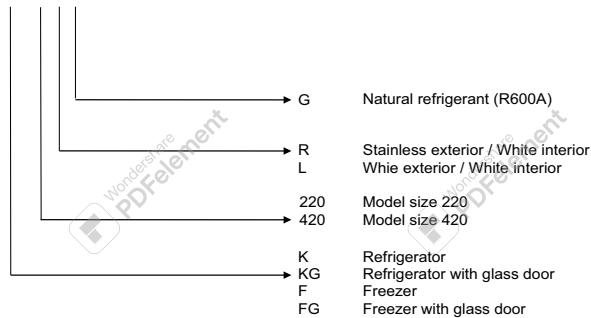 G Natural refrigerant (R600A)
R Stainless exterior / White interior
L Whie exterior / White interior
220 Model size 220
420 Model size 420
K Refrigerator
KG Refrigerator with glass door
F Freezer
FG Freezer with glass door
Wondershare
PDFelement
Wondershare
PDFelement